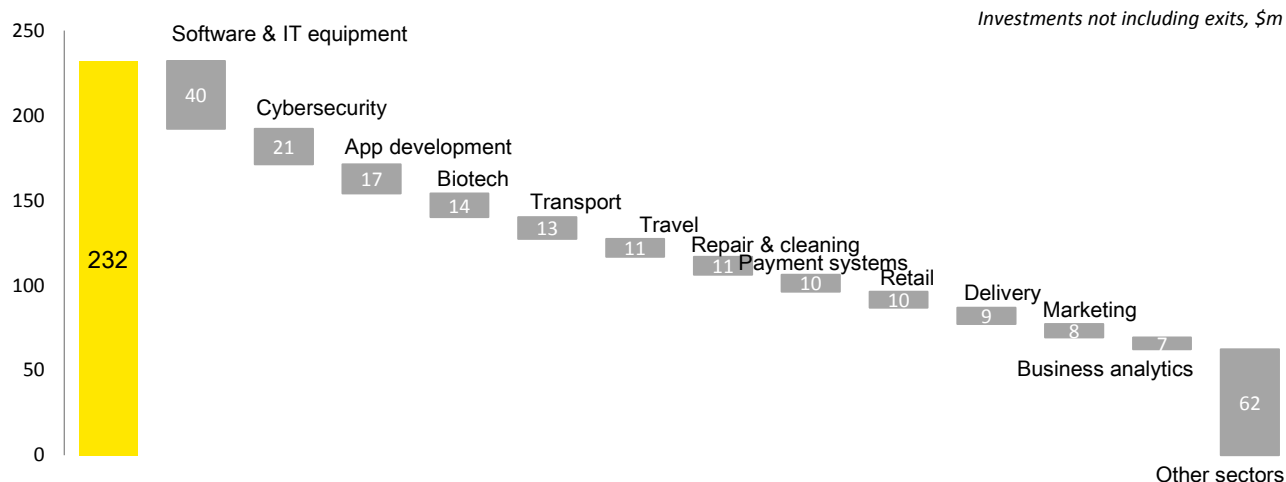 Investments not including exits, $m
250
200
150
100
50
0
232
Software & IT equipment
40
Cybersecurity
21
App development
17
Biotech
14
Transport
13
Travel
11
Repair & cleaning
11
Payment systems
10
Retail
10
Delivery
9
Marketing
8
Business analytics
7
Other sectors
62